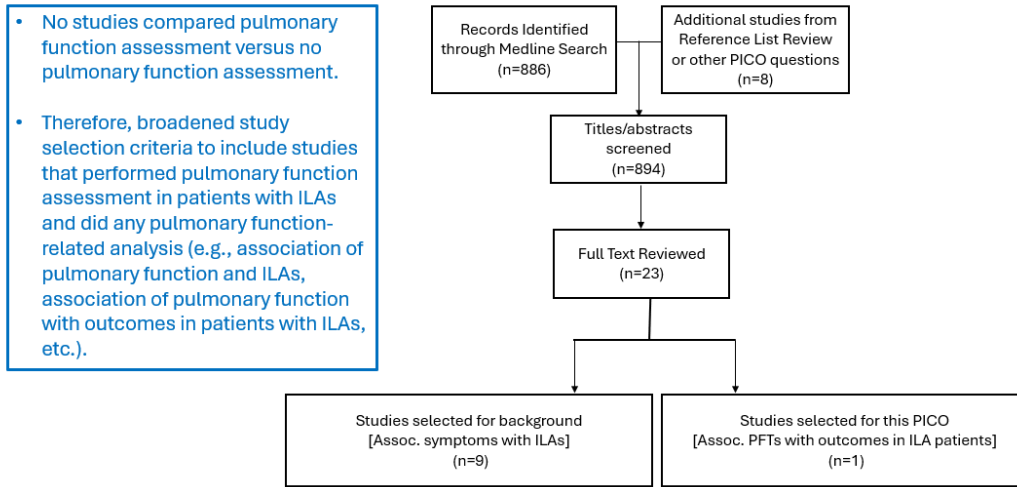 • No studies compared pulmonary
function assessment versus no
pulmonary function assessment.
• Therefore, broadened study
selection criteria to include studies
that performed pulmonary function
assessment in patients with ILAs
and did any pulmonary function-
related analysis (e.g., association of
pulmonary function and ILAs,
association of pulmonary function
with outcomes in patients with ILAs,
etc.).
Records Identified
through Medline Search
(n=886)
Additional studies from
Reference List Review
or other PICO questions
(n=8)
Titles/abstracts
screened
(n=894)
Full Text Reviewed
(n=23)
Studies selected for background
[Assoc. symptoms with ILAs]
(n=9)
Studies selected for this PICO
[Assoc. PFTs with outcomes in ILA patients]
(n=1)